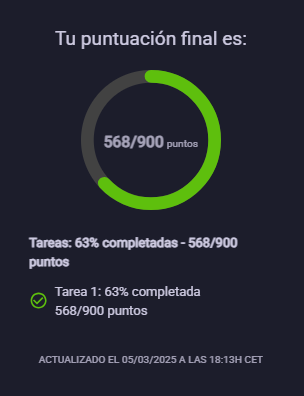 Tu puntuación final es:
568/900 puntos
Tareas: 63% completadas - 568/900
puntos
Tarea 1: 63% completada
568/900 puntos
ACTUALIZADO EL 05/03/2025 A LAS 18:13H CET